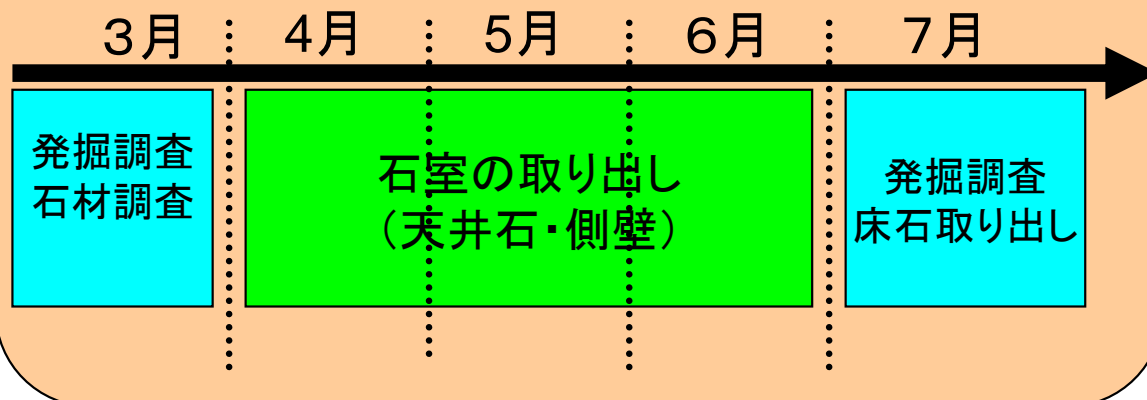 3月 4月 5月 6月 7月
発掘調査
石材調査
石室の取り出し
（天井石・側壁）
発掘調査
床石取り出し